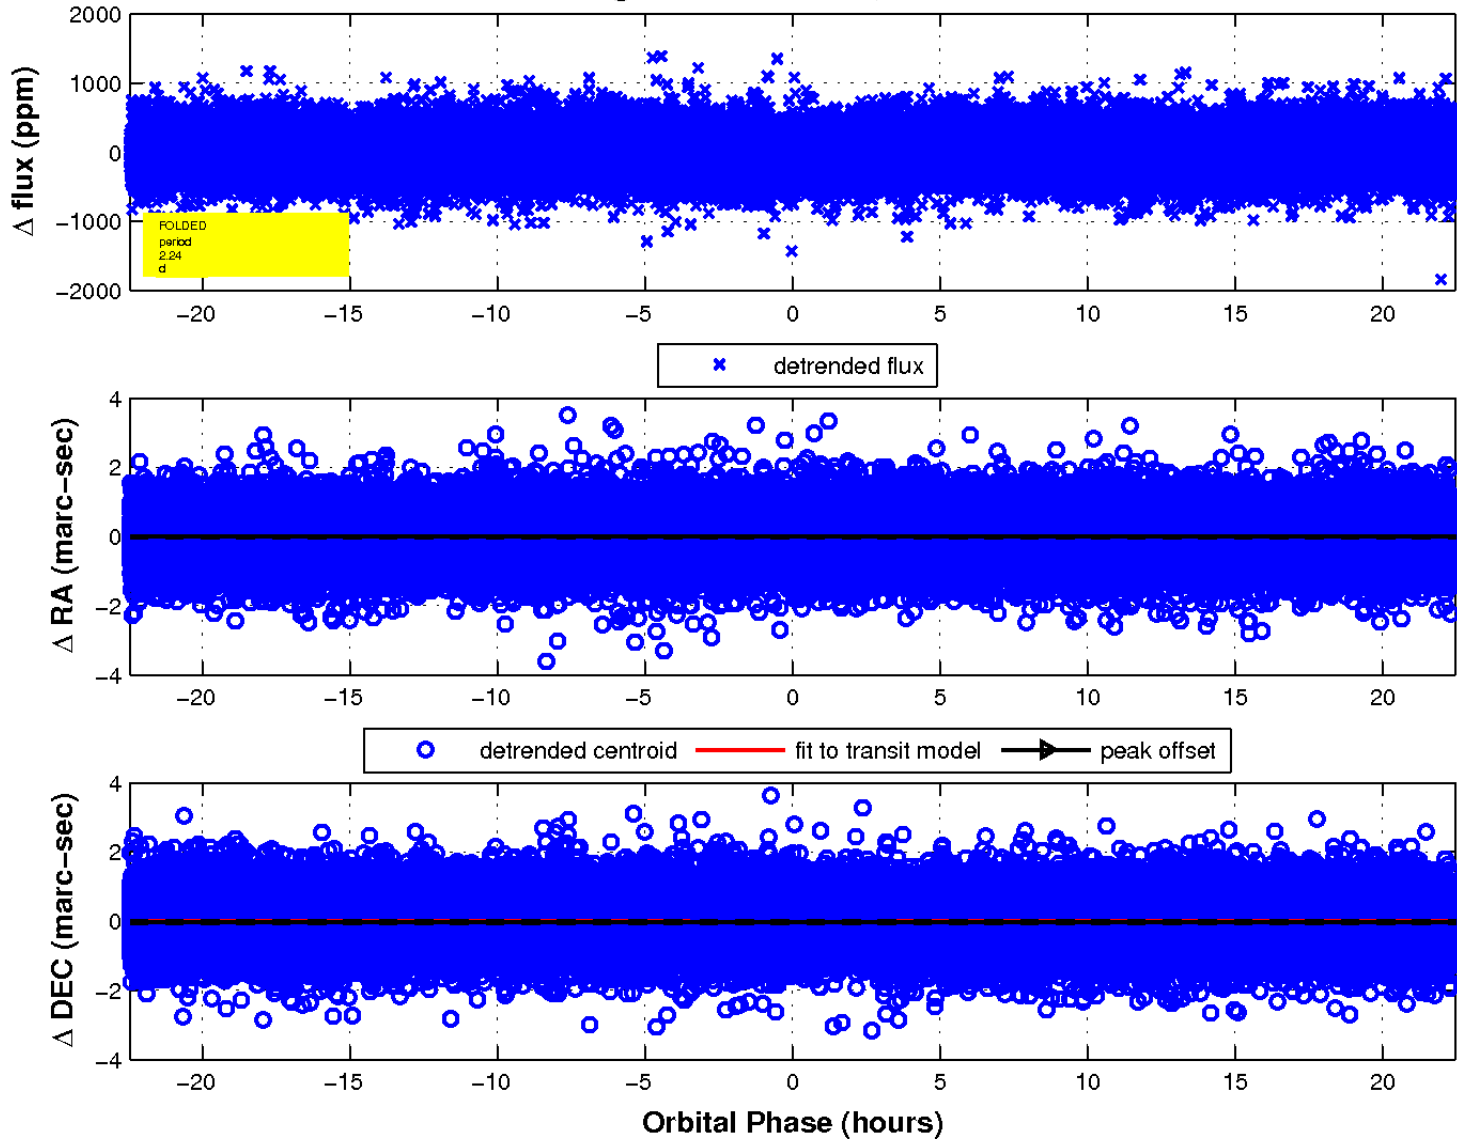 2000
1000
0
−1000
−2000
Δ flux (ppm)
FOLDED
period
2.24
d
−20 −15 −10 −5 0 5 10 15 20
detrended flux
4
2
0
−2
−4
Δ RA (marc−sec)
−20 −15 −10 −5 0 5 10 15 20
detrended centroid fit to transit model peak offset
4
2
0
−2
−4
Δ DEC (marc−sec)
−20 −15 −10 −5 0 5 10 15 20
Orbital Phase (hours)